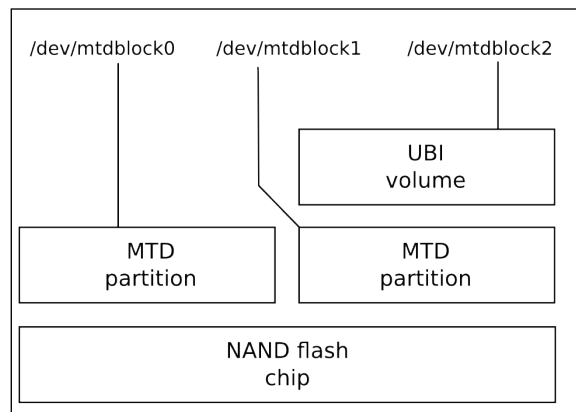 /dev/mtdblock0 /dev/mtdblock1 /dev/mtdblock2
UBI
volume
MTD
partition
MTD
partition
NAND flash
chip